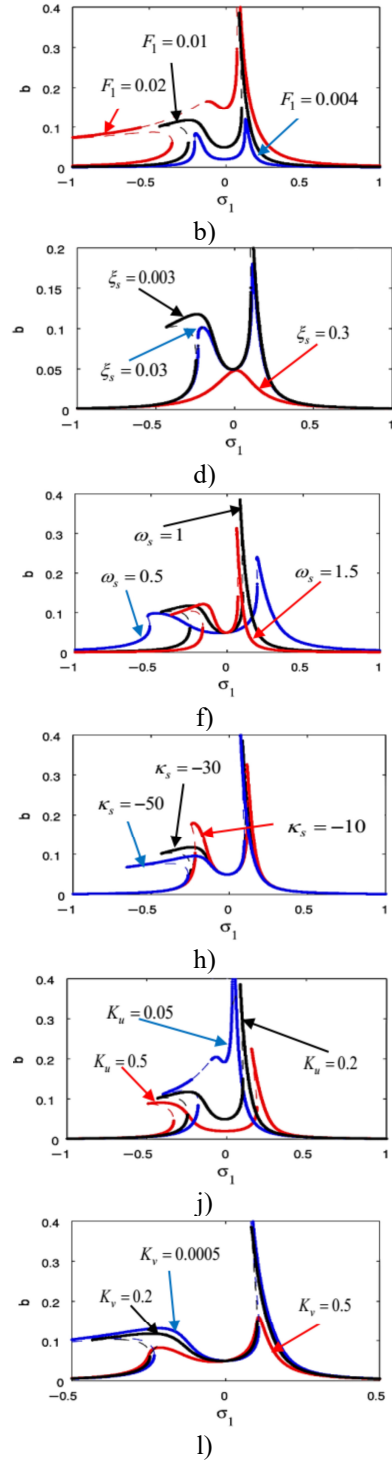 0.4
0.3
b
0.2
0.1
0
F₁ = 0.01
F₁ = 0.02
F₁ = 0.004
−1 −0.5 0 0.5 1
σ₁
b)
0.2
0.15
b
0.1
0.05
0
ξₛ = 0.003
ξₛ = 0.3
ξₛ = 0.03
−1 −0.5 0 0.5 1
σ₁
d)
0.4
0.3
b
0.2
0.1
0
ωₛ = 1
ωₛ = 0.5
ωₛ = 1.5
−1 −0.5 0 0.5 1
σ₁
f)
0.4
0.3
b
0.2
0.1
0
κₛ = −30
κₛ = −50
κₛ = −10
−1 −0.5 0 0.5 1
σ₁
h)
0.4
0.3
b
0.2
0.1
0
Kᵤ = 0.05
Kᵤ = 0.5
Kᵤ = 0.2
−1 −0.5 0 0.5 1
σ₁
j)
0.4
0.3
b
0.2
0.1
0
Kᵥ = 0.0005
Kᵥ = 0.2
Kᵥ = 0.5
−0.5 0 0.5
σ₁
l)